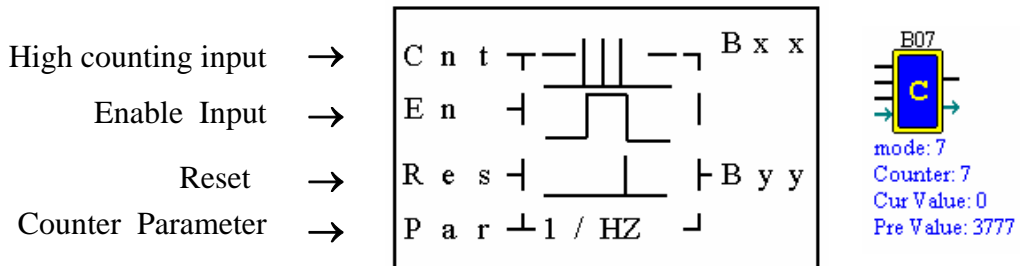 High counting input →
Enable Input →
Reset →
Counter Parameter →
C n t
B x x
E n
R e s
B y y
P a r
1 / HZ
B07
C
mode: 7
Counter: 7
Cur Value: 0
Pre Value: 3777